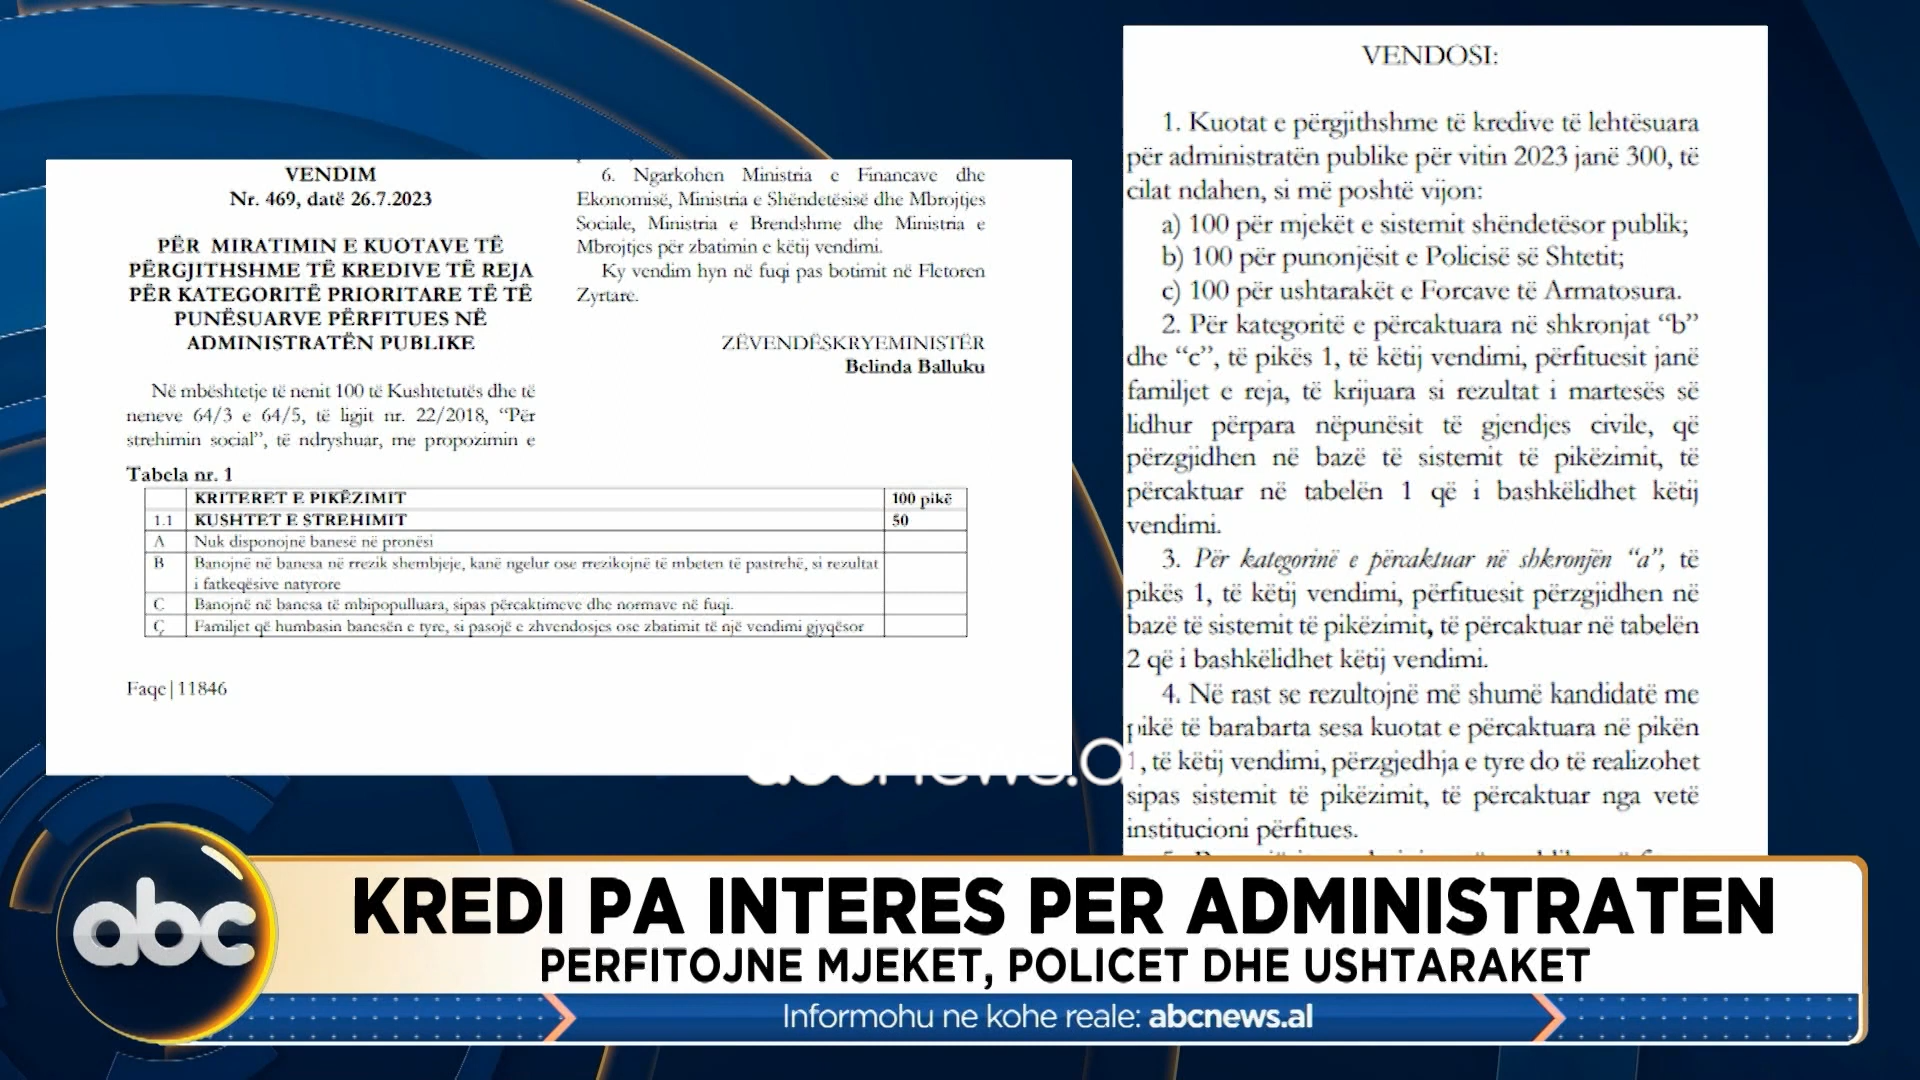 VENDIM
Nr. 469, datë 26.7.2023
PËR MIRATIMIN E KUOTAVE TË
PËRGJITHSHME TË KREDIVE TË REJA
PËR KATEGORITË PRIORITARE TË TË
PUNËSUARVE PËRFITUES NË
ADMINISTRATËN PUBLIKE
Në mbështetje të nenit 100 të Kushtetutës dhe të
neneve 64/3 e 64/5, të ligjit nr. 22/2018, “Për
strehimin social”, të ndryshuar, me propozimin e
6. Ngarkohen Ministria e Financave dhe
Ekonomisë, Ministria e Shëndetësisë dhe Mbrojtjes
Sociale, Ministria e Brendshme dhe Ministria e
Mbrojtjes për zbatimin e këtij vendimi.
Ky vendim hyn në fuqi pas botimit në Fletoren
Zyrtare.
ZËVENDËSKRYEMINISTËR
Belinda Balluku
Tabela nr. 1
KRITERET E PIKËZIMIT 100 pikë
1.1 KUSHTET E STREHIMIT 50
A Nuk disponojnë banesë në pronësi
B Banojnë në banesa në rrezik shembjeje, kanë ngelur ose rrezikojnë të mbeten të pastrehë, si rezultat
i fatkeqësive natyrore
C Banojnë në banesa të mbipopulluara, sipas përcaktimeve dhe normave në fuqi.
Ç Familjet që humbasin banesën e tyre, si pasojë e zhvendosjes ose zbatimit të një vendimi gjyqësor
Faqe|11846
VENDOSI:
1. Kuotat e përgjithshme të kredive të lehtësuara
për administratën publike për vitin 2023 janë 300, të
cilat ndahen, si më poshtë vijon:
a) 100 për mjekët e sistemit shëndetësor publik;
b) 100 për punonjësit e Policisë së Shtetit;
c) 100 për ushtarakët e Forcave të Armatosura.
2. Për kategoritë e përcaktuara në shkronjat “b”
dhe “c”, të pikës 1, të këtij vendimi, përfituesit janë
familjet e reja, të krijuara si rezultat i martesës së
lidhur përpara nëpunësit të gjendjes civile, që
përzgjidhen në bazë të sistemit të pikëzimit, të
përcaktuar në tabelën 1 që i bashkëlidhet këtij
vendimi.
3. Për kategorinë e përcaktuar në shkronjën “a”, të
pikës 1, të këtij vendimi, përfituesit përzgjidhen në
bazë të sistemit të pikëzimit, të përcaktuar në tabelën
2 që i bashkëlidhet këtij vendimi.
4. Në rast se rezultojnë më shumë kandidatë me
pikë të barabarta sesa kuotat e përcaktuara në pikën
1, të këtij vendimi, përzgjedhja e tyre do të realizohet
sipas sistemit të pikëzimit, të përcaktuar nga vetë
institucioni përfitues.
abc
KREDI PA INTERES PER ADMINISTRATEN
PERFITOJNE MJEKET, POLICET DHE USHTARAKET
Informohu ne kohe reale: abcnews.al